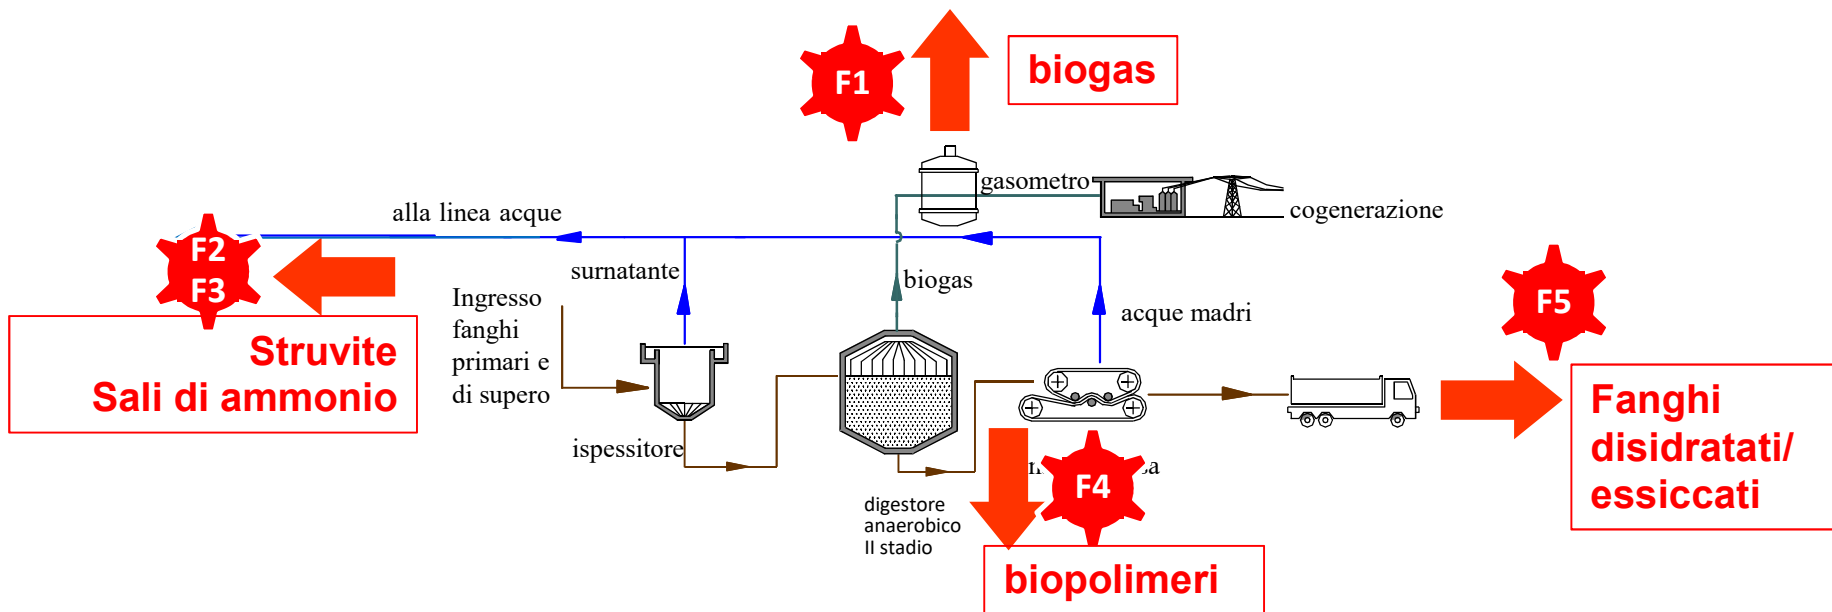 F1
biogas
gasometro
cogenerazione
alla linea acque
F2
F3
surnatante
biogas
Ingresso
fanghi
primari e
di supero
acque madri
F5
Struvite
Sali di ammonio
ispessitore
Fanghi
disidratati/
essiccati
F4
digestore
anaerobico
II stadio
biopolimeri